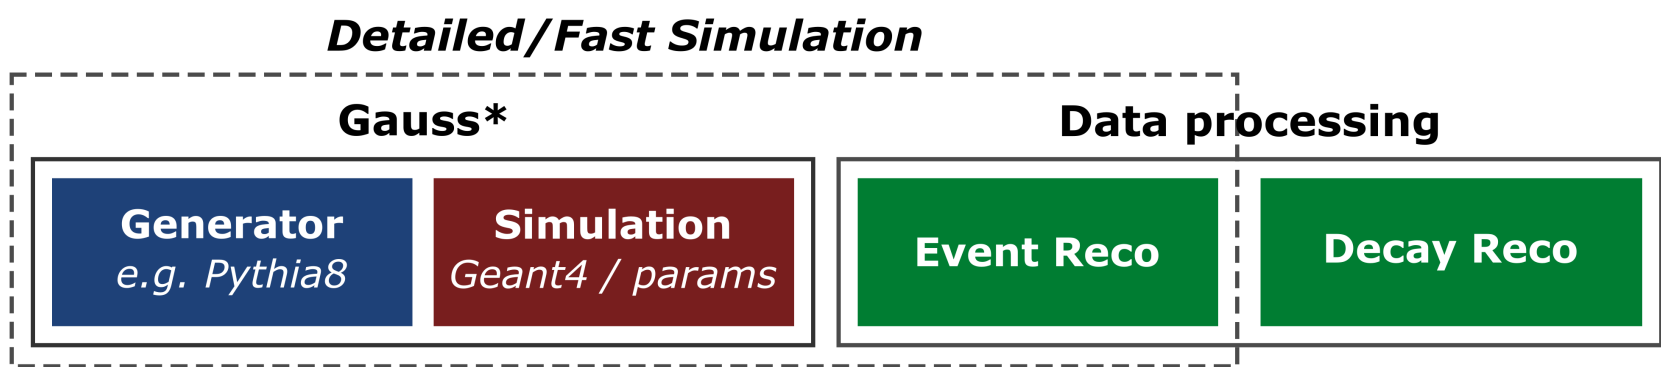 Detailed/Fast Simulation
Gauss*
Data processing
Generator
e.g. Pythia8
Simulation
Geant4 / params
Event Reco
Decay Reco